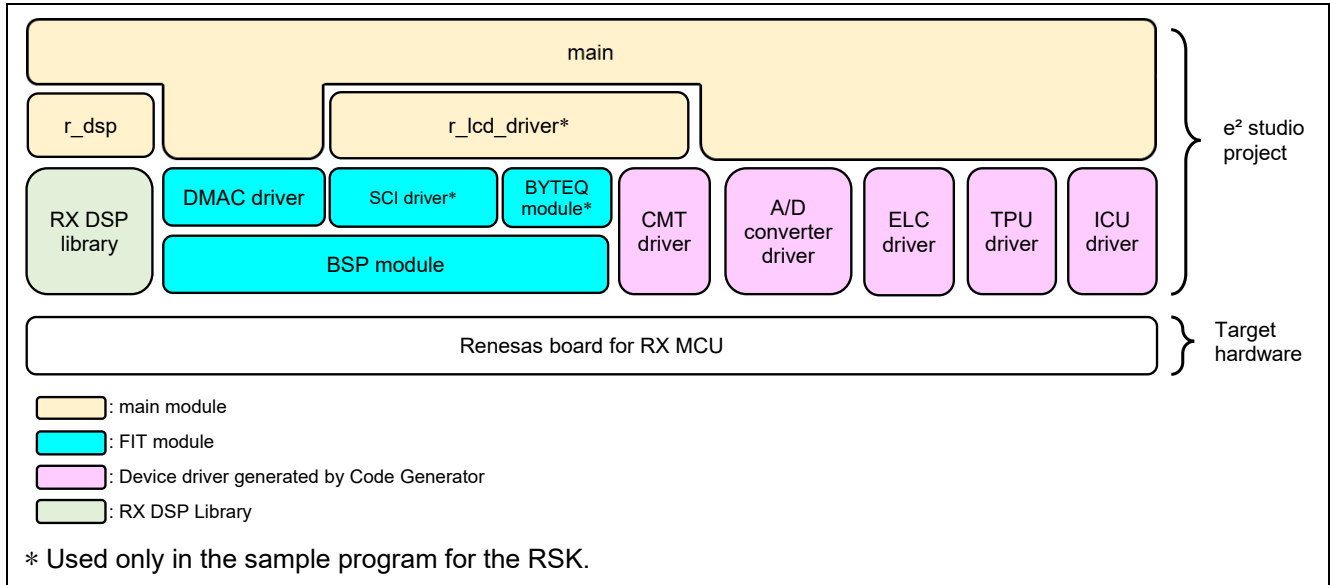 main
e² studio
project
r_dsp
r_lcd_driver*
RX DSP
library
DMAC driver
SCI driver*
BYTEQ
module*
BSP module
CMT
driver
A/D
converter
driver
ELC
driver
TPU
driver
ICU
driver
Renesas board for RX MCU
Target
hardware
: main module
: FIT module
: Device driver generated by Code Generator
: RX DSP Library
* Used only in the sample program for the RSK.